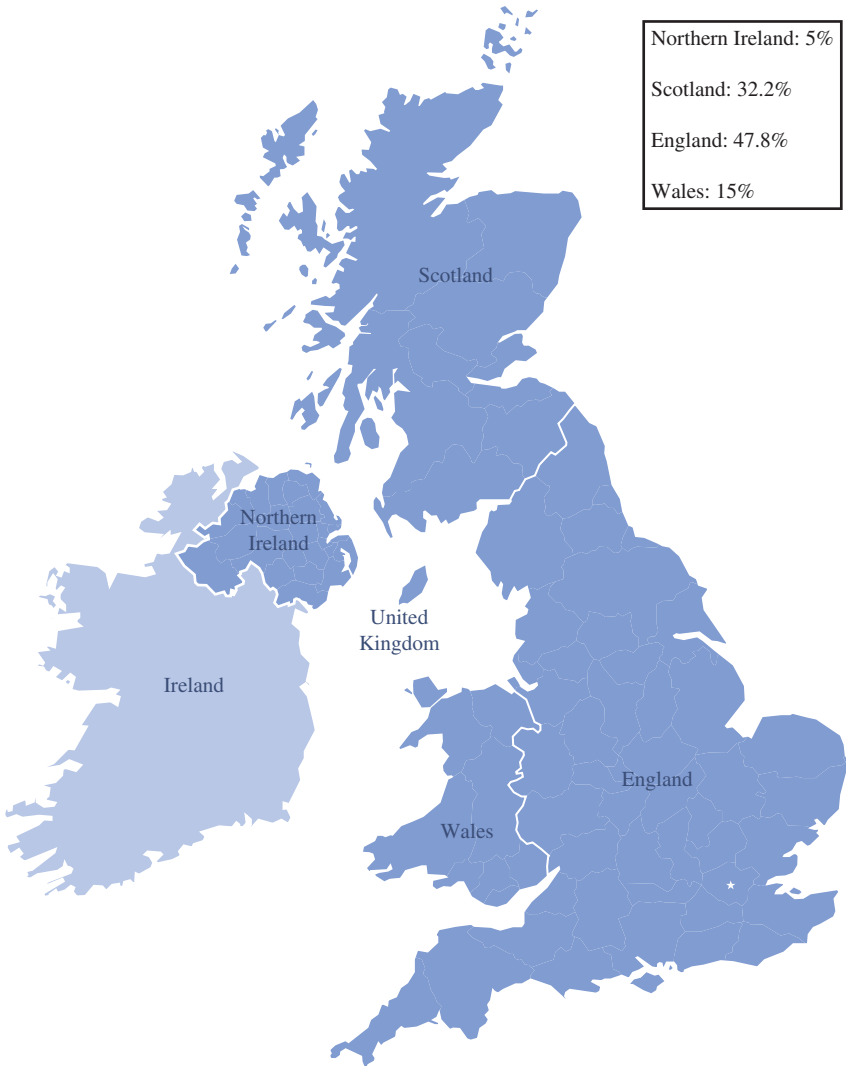 Northern Ireland: 5%
Scotland: 32.2%
England: 47.8%
Wales: 15%
Scotland
Northern
Ireland
United
Kingdom
Ireland
England
Wales